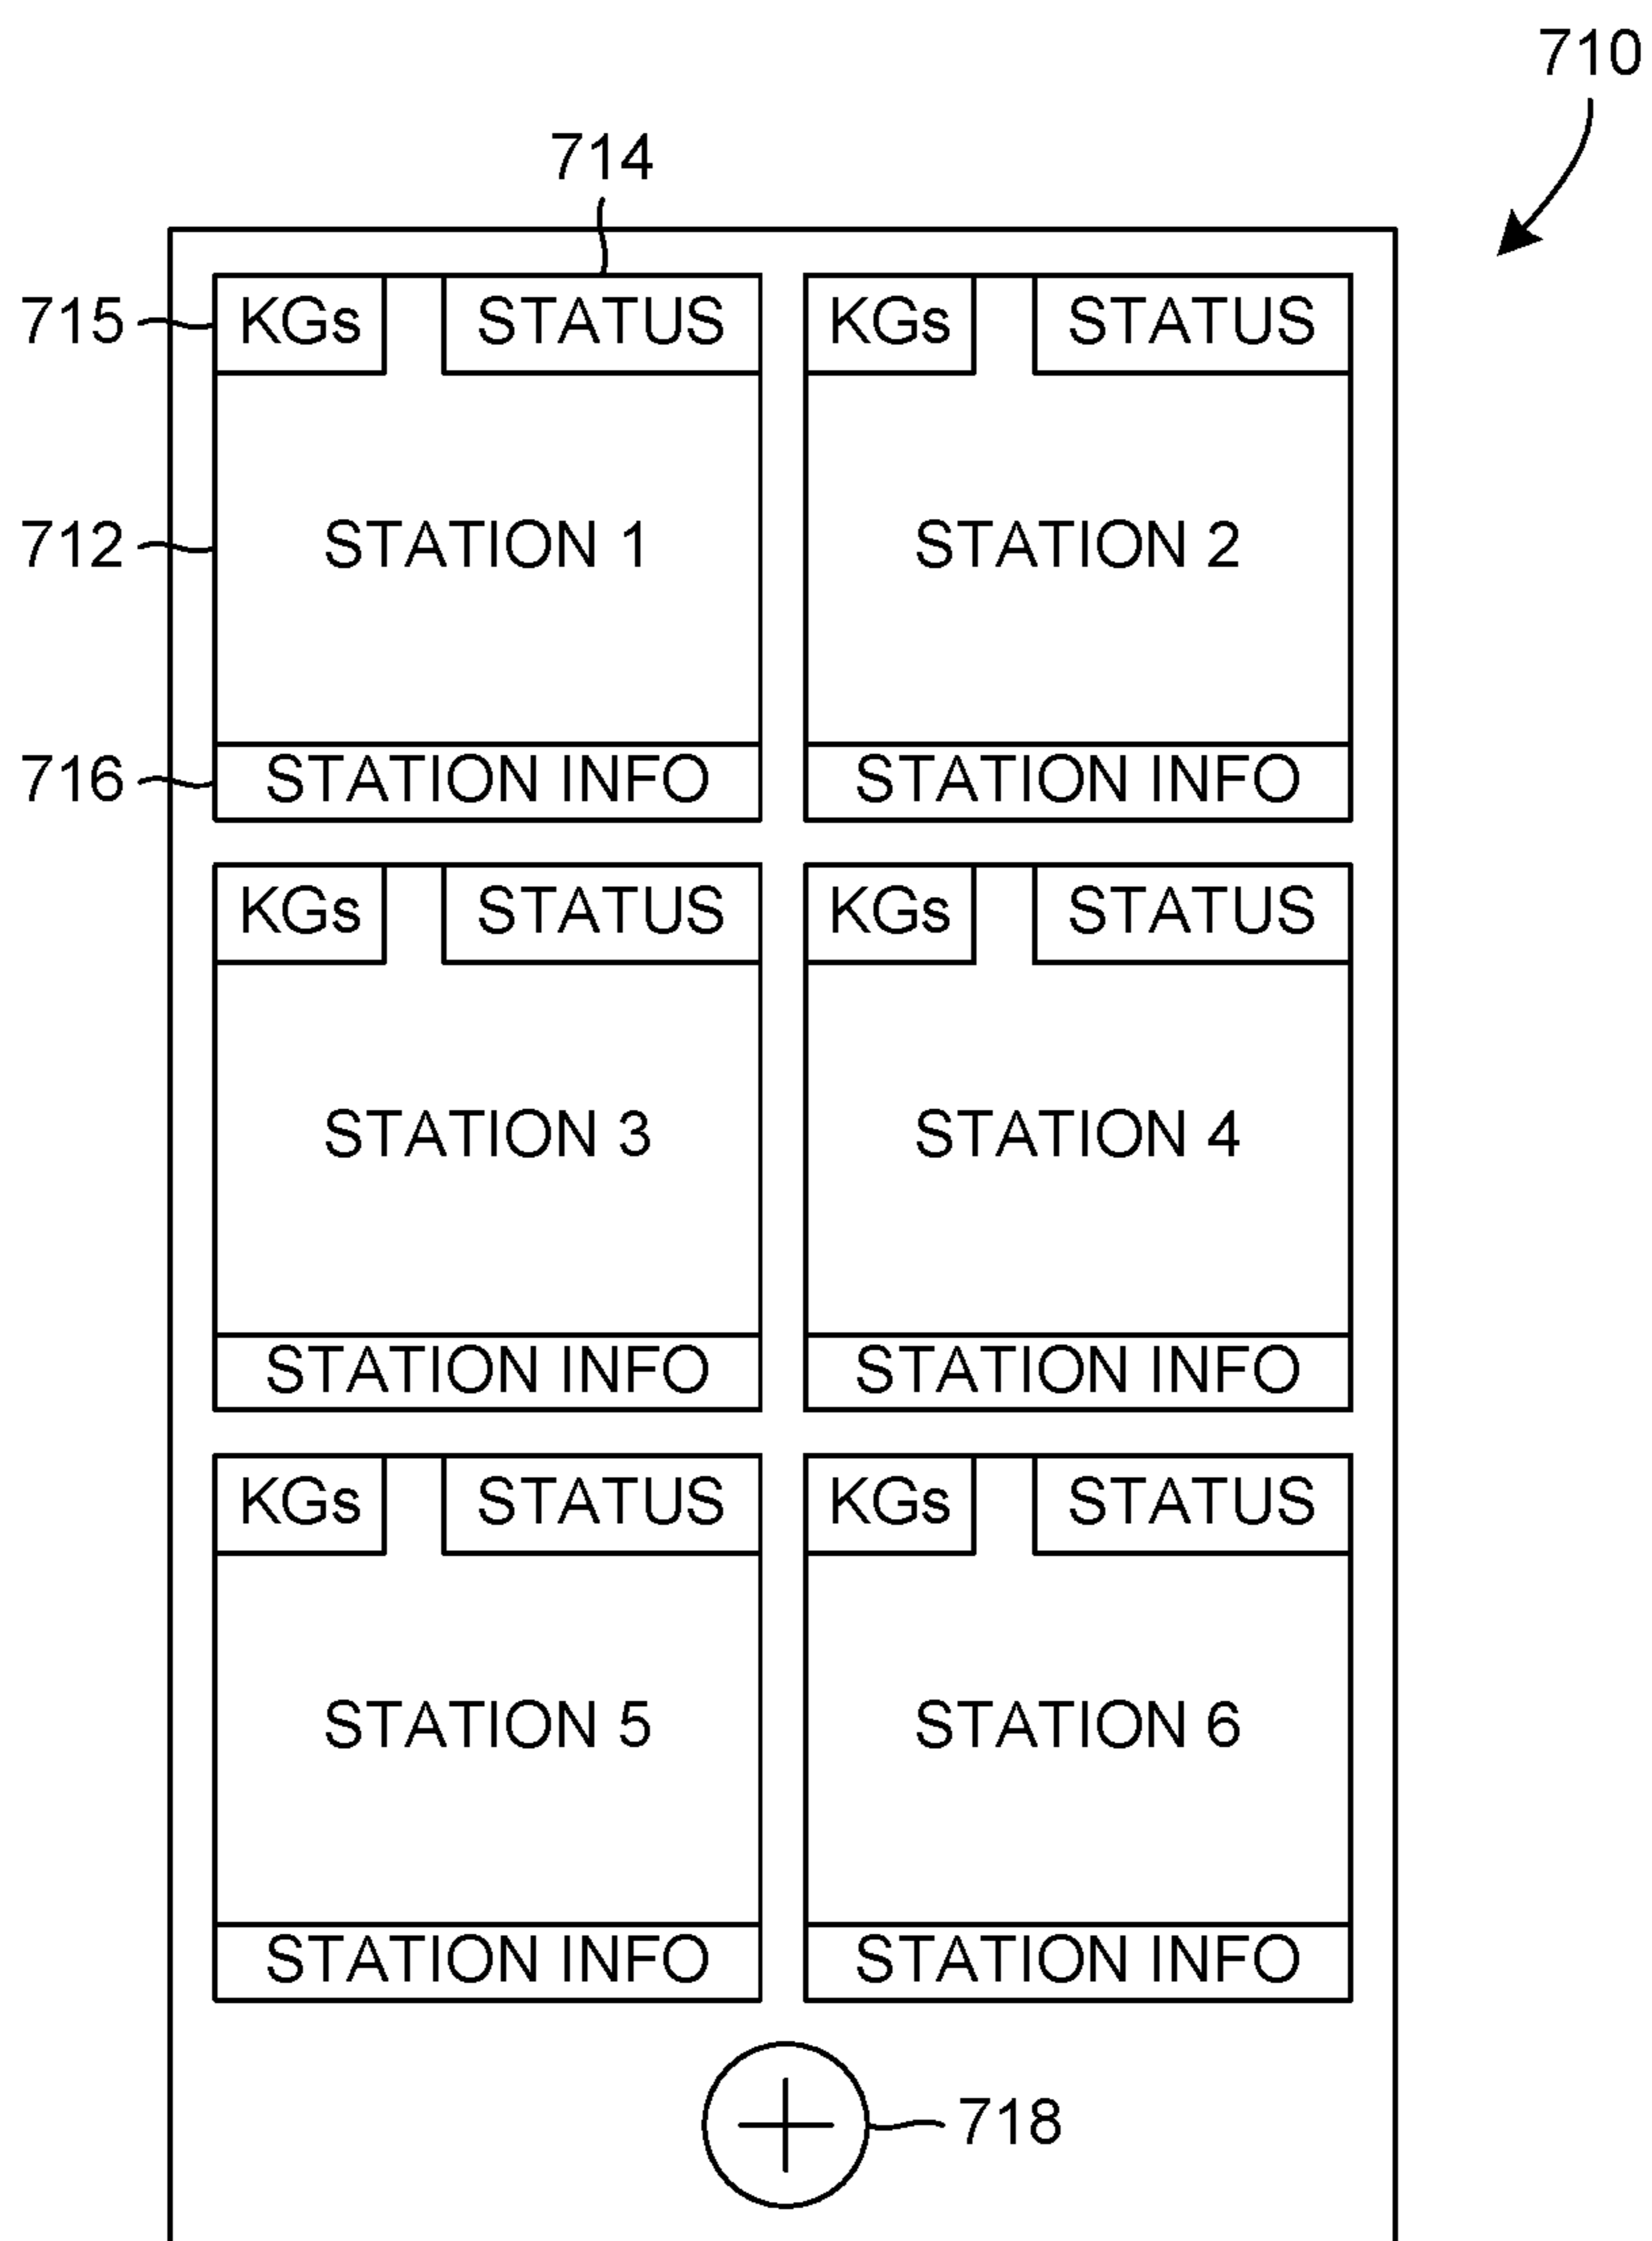 710
714
715 KGs STATUS KGs STATUS
712 STATION 1 STATION 2
716 STATION INFO STATION INFO
KGs STATUS KGs STATUS
STATION 3 STATION 4
STATION INFO STATION INFO
KGs STATUS KGs STATUS
STATION 5 STATION 6
STATION INFO STATION INFO
718